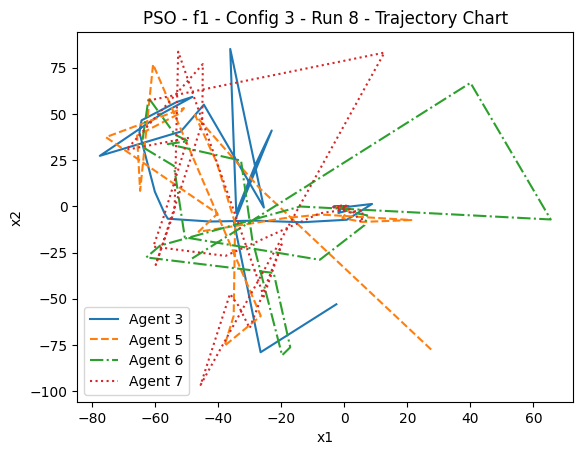 PSO - f1 - Config 3 - Run 8 - Trajectory Chart
x2
75
50
25
0
−25
−50
−75
−100
Agent 3
Agent 5
Agent 6
Agent 7
−80 −60 −40 −20 0 20 40 60
x1